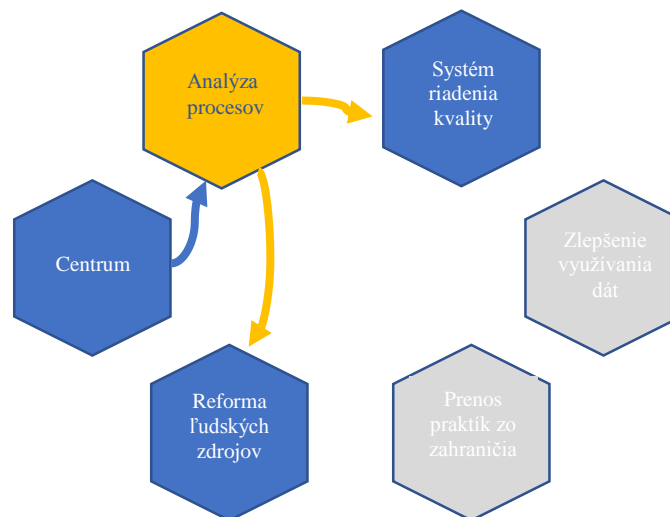 Analýza
procesov
Systém
riadenia
kvality
Centrum
Zlepšenie
využívania
dát
Reforma
ľudských
zdrojov
Prenos
praktík zo
zahraničia